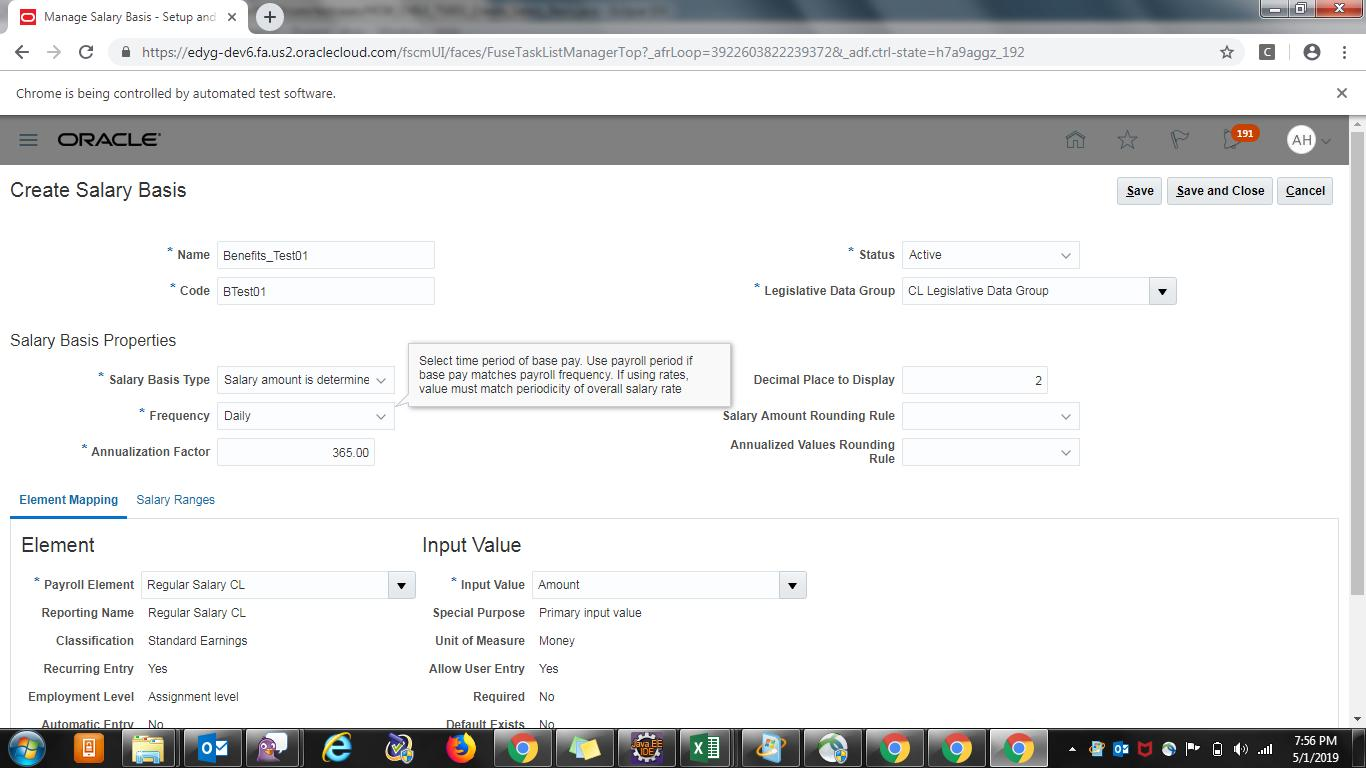 Manage Salary Basis - Setup and
https://edyg-dev6.fa.us2.oraclecloud.com/fscmUI/faces/FuseTaskListManagerTop?_afrLoop=3922603822239372&_adf.ctrl-state=h7a9aggz_192
C
Chrome is being controlled by automated test software.
ORACLE
191
AH
Create Salary Basis
Save
Save and Close
Cancel
* Name Benefits_Test01
* Status Active
* Code BTest01
* Legislative Data Group CL Legislative Data Group
Salary Basis Properties
Select time period of base pay. Use payroll period if
base pay matches payroll frequency. If using rates,
value must match periodicity of overall salary rate
* Salary Basis Type Salary amount is determine
Decimal Place to Display 2
* Frequency Daily
Salary Amount Rounding Rule
* Annualization Factor 365.00
Annualized Values Rounding
Rule
Element Mapping
Salary Ranges
Element
Input Value
* Payroll Element Regular Salary CL
* Input Value Amount
Reporting Name Regular Salary CL
Special Purpose Primary input value
Classification Standard Earnings
Unit of Measure Money
Recurring Entry Yes
Allow User Entry Yes
Employment Level Assignment level
Required No
Automatic Entry No
Default Exists No
Java EE
IDE
7:56 PM
5/1/2019